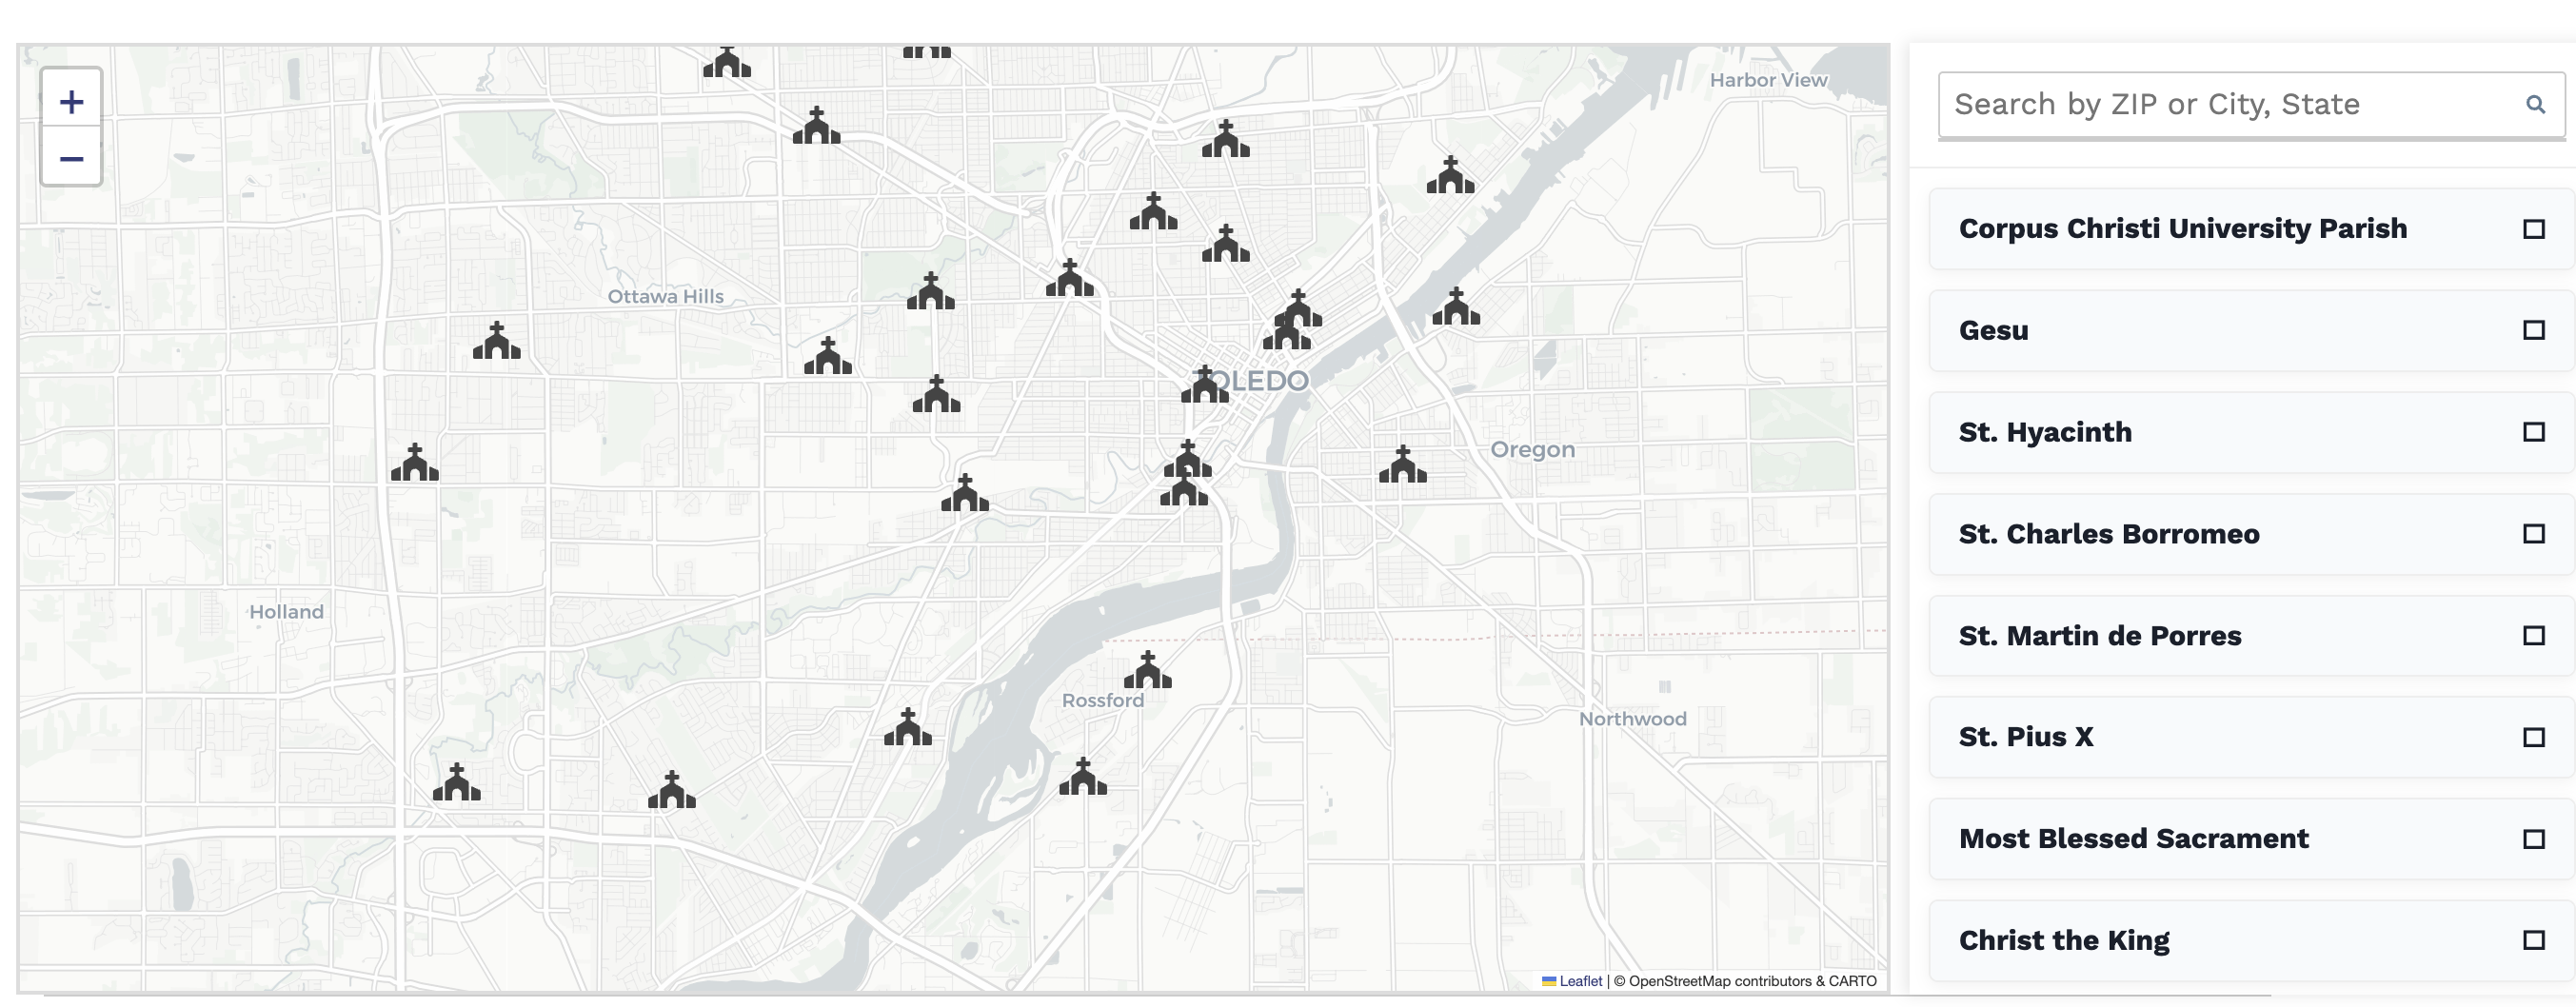 +
−
Harbor View
Ottawa Hills
TOLEDO
Oregon
Holland
Rossford
Northwood
Leaflet | © OpenStreetMap contributors & CARTO
Search by ZIP or City, State
Corpus Christi University Parish
Gesu
St. Hyacinth
St. Charles Borromeo
St. Martin de Porres
St. Pius X
Most Blessed Sacrament
Christ the King